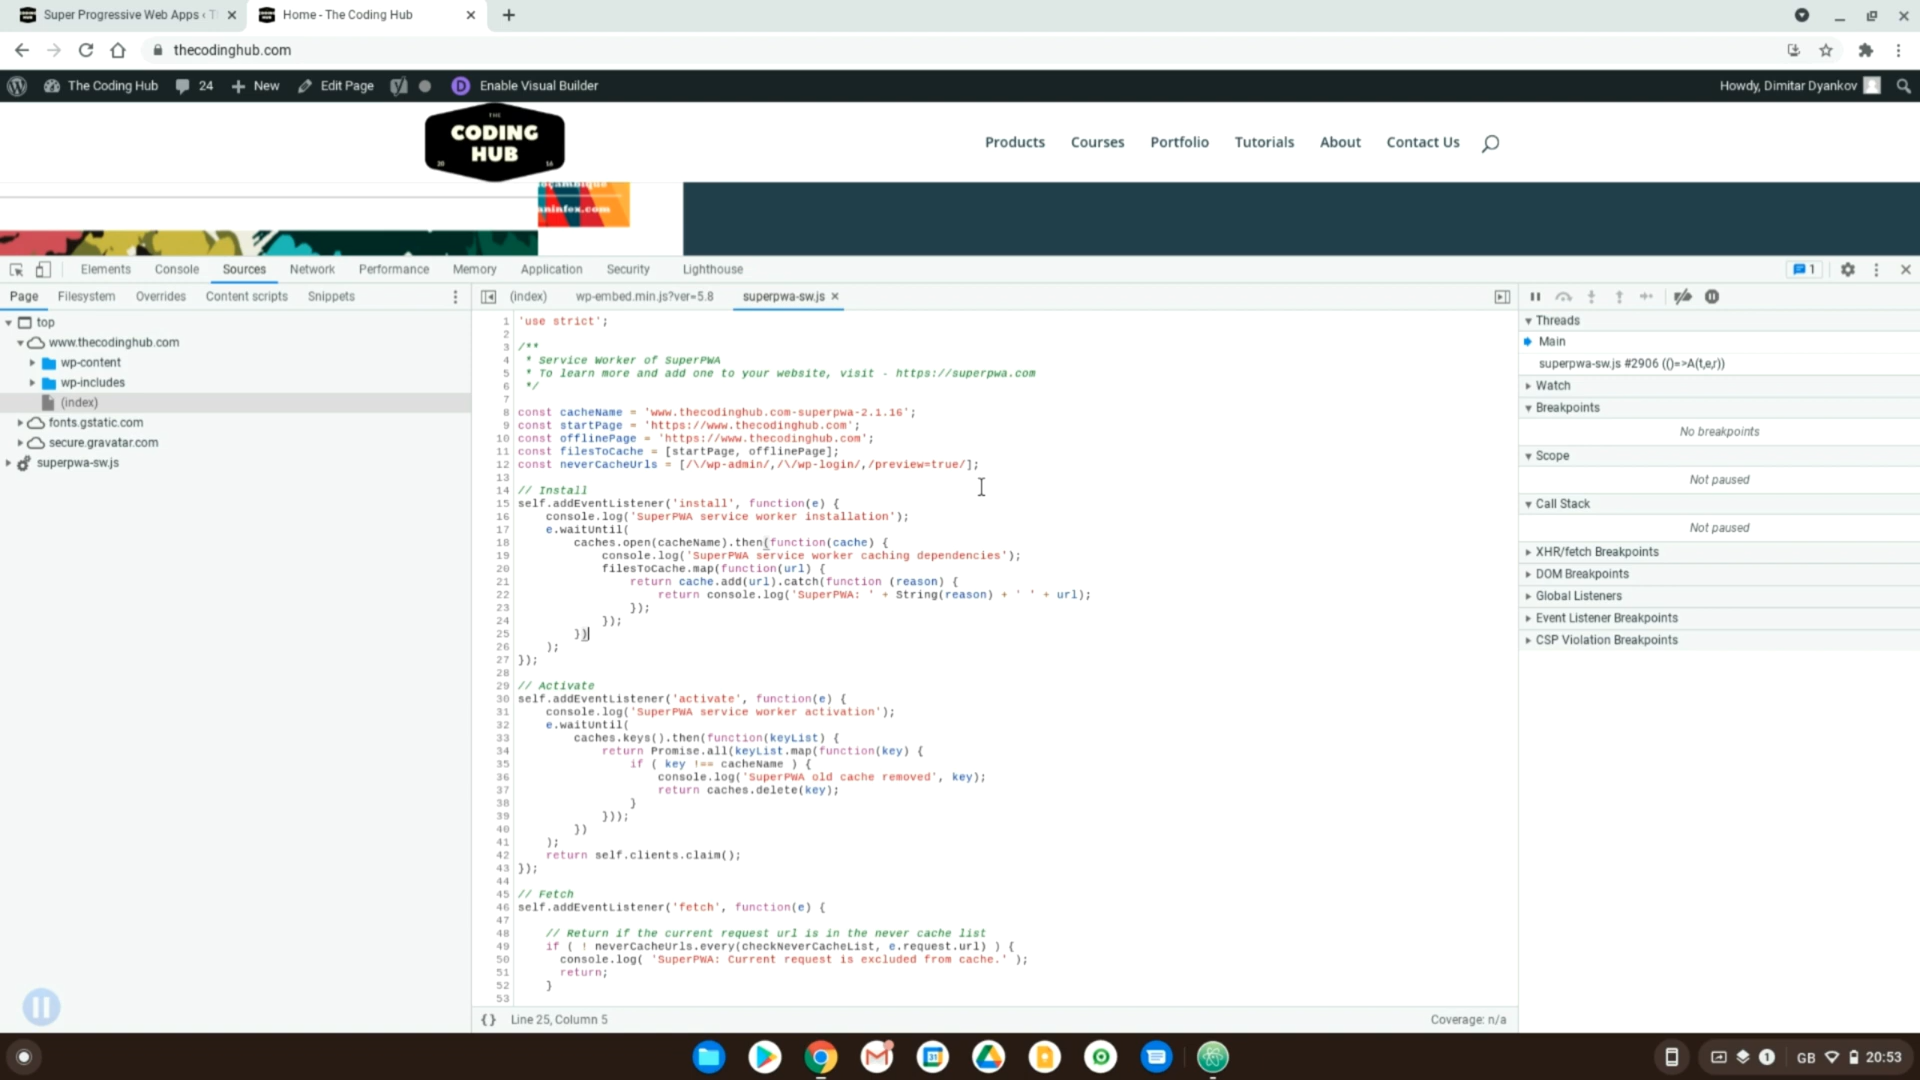 Super Progressive Web Apps ‹ T
Home - The Coding Hub
thecodinghub.com
The Coding Hub
24
New
Edit Page
Enable Visual Builder
Howdy, Dimitar Dyankov
THE
CODING
HUB
20 16
Products
Courses
Portfolio
Tutorials
About
Contact Us
aninfex.com
Elements
Console
Sources
Network
Performance
Memory
Application
Security
Lighthouse
1
Page
Filesystem
Overrides
Content scripts
Snippets
(index)
wp-embed.min.js?ver=5.8
superpwa-sw.js
top
www.thecodinghub.com
wp-content
wp-includes
(index)
fonts.gstatic.com
secure.gravatar.com
superpwa-sw.js
1 'use strict';
2
3 /**
4 * Service Worker of SuperPWA
5 * To learn more and add one to your website, visit - https://superpwa.com
6 */
7
8 const cacheName = 'www.thecodinghub.com-superpwa-2.1.16';
9 const startPage = 'https://www.thecodinghub.com';
10 const offlinePage = 'https://www.thecodinghub.com';
11 const filesToCache = [startPage, offlinePage];
12 const neverCacheUrls = [/\/wp-admin/,/\/wp-login/,/preview=true/];
13
14 // Install
15 self.addEventListener('install', function(e) {
16 console.log('SuperPWA service worker installation');
17 e.waitUntil(
18 caches.open(cacheName).then(function(cache) {
19 console.log('SuperPWA service worker caching dependencies');
20 filesToCache.map(function(url) {
21 return cache.add(url).catch(function (reason) {
22 return console.log('SuperPWA: ' + String(reason) + ' ' + url);
23 });
24 });
25 })
26 );
27 });
28
29 // Activate
30 self.addEventListener('activate', function(e) {
31 console.log('SuperPWA service worker activation');
32 e.waitUntil(
33 caches.keys().then(function(keyList) {
34 return Promise.all(keyList.map(function(key) {
35 if ( key !== cacheName ) {
36 console.log('SuperPWA old cache removed', key);
37 return caches.delete(key);
38 }
39 }));
40 })
41 );
42 return self.clients.claim();
43 });
44
45 // Fetch
46 self.addEventListener('fetch', function(e) {
47
48 // Return if the current request url is in the never cache list
49 if ( ! neverCacheUrls.every(checkNeverCacheList, e.request.url) ) {
50 console.log( 'SuperPWA: Current request is excluded from cache.' );
51 return;
52 }
53
{} Line 25, Column 5
Coverage: n/a
Threads
Main
superpwa-sw.js #2906 (()=>A(t,e,r))
Watch
Breakpoints
No breakpoints
Scope
Not paused
Call Stack
Not paused
XHR/fetch Breakpoints
DOM Breakpoints
Global Listeners
Event Listener Breakpoints
CSP Violation Breakpoints
31
1
GB
20:53